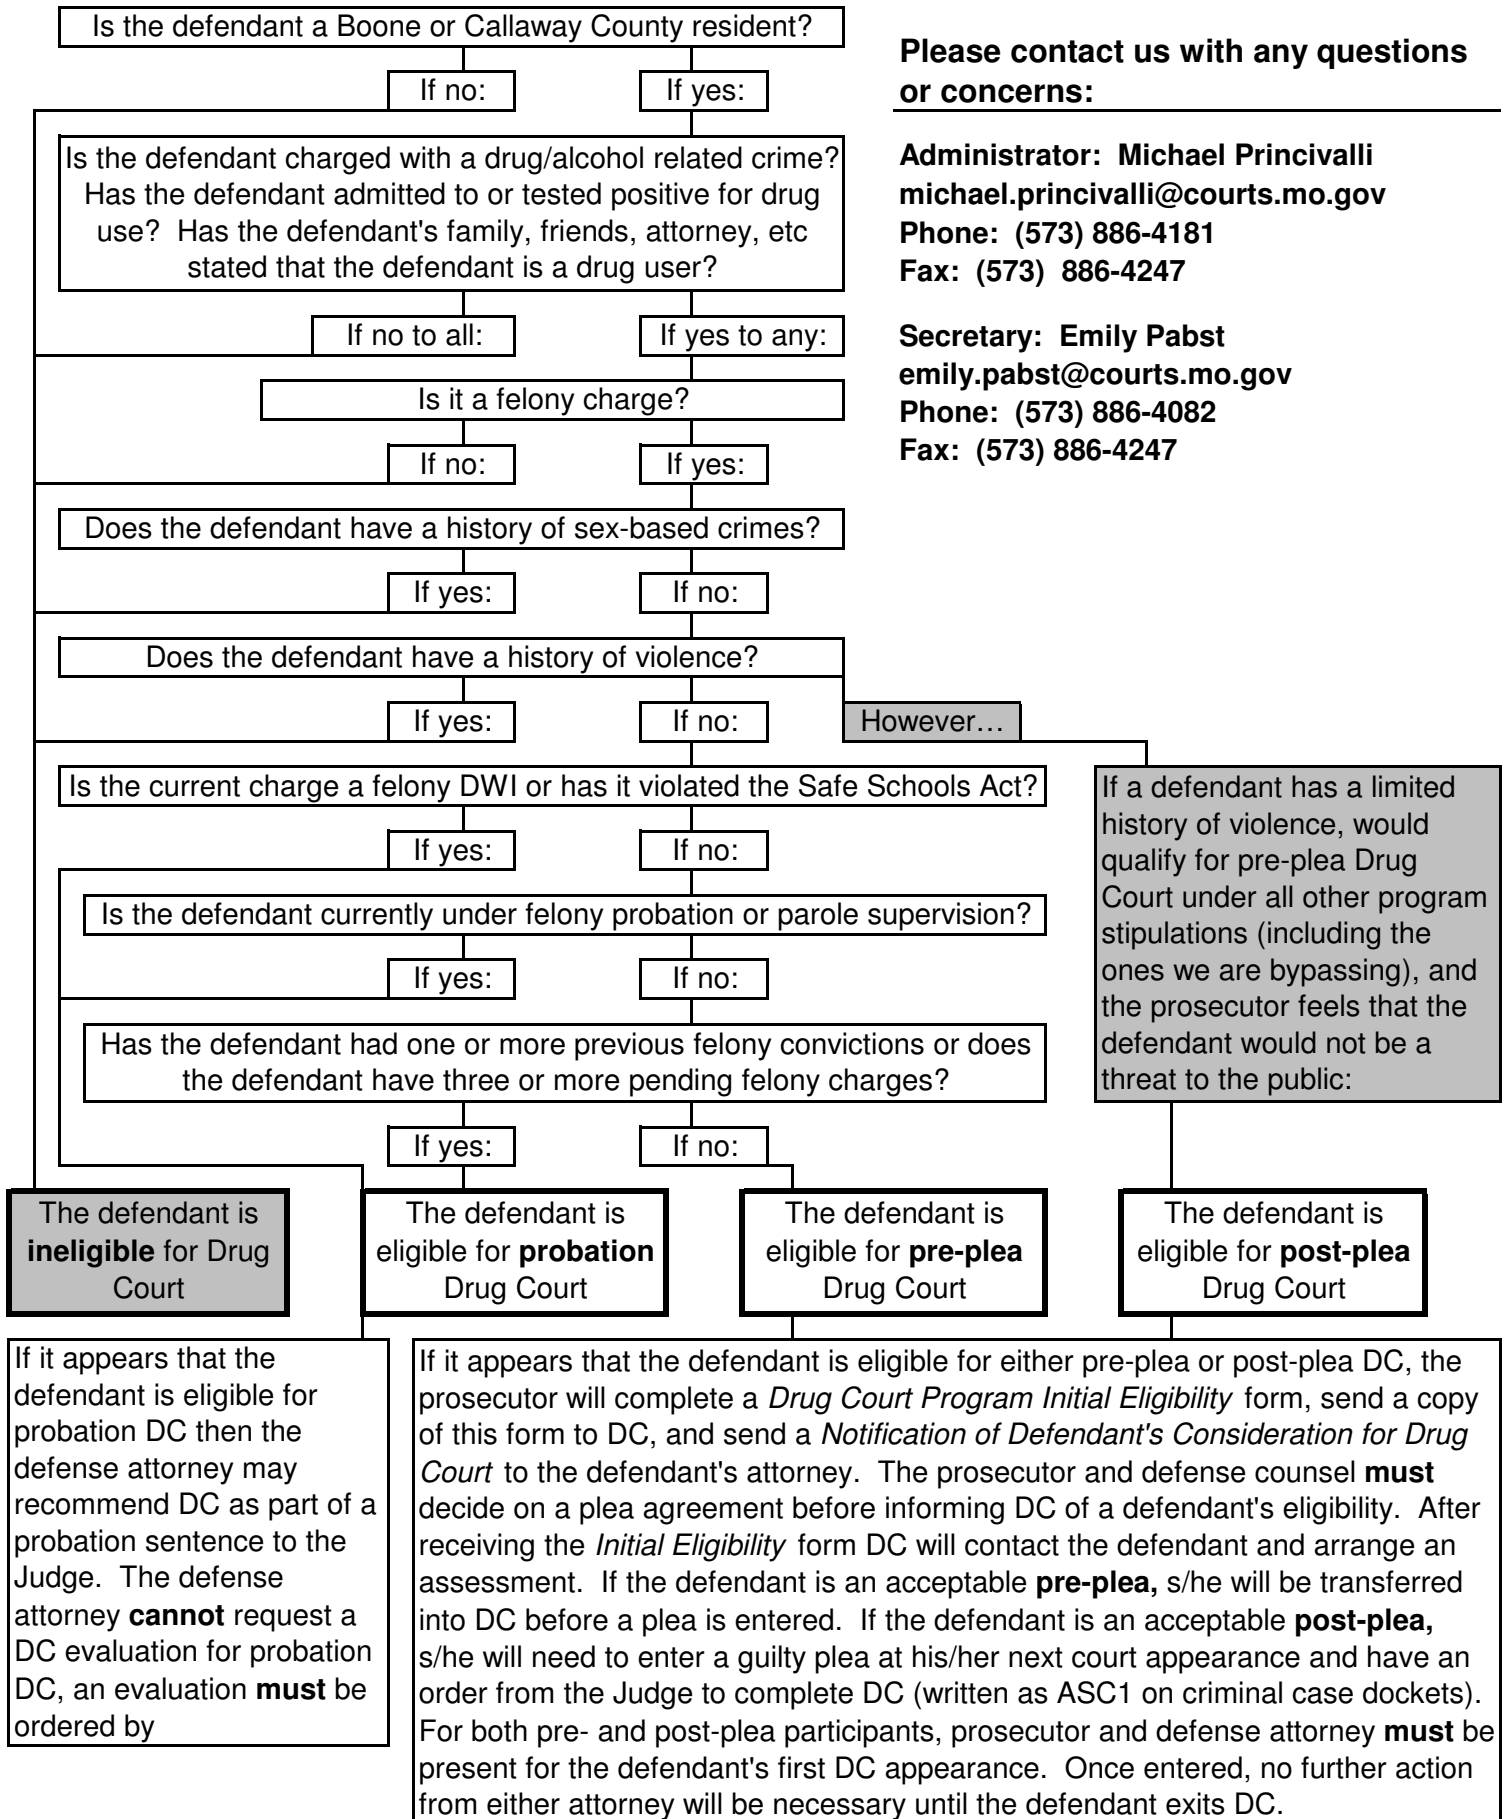 Is the defendant a Boone or Callaway County resident?
If no:
If yes:
Is the defendant charged with a drug/alcohol related crime?
Has the defendant admitted to or tested positive for drug
use?  Has the defendant's family, friends, attorney, etc
stated that the defendant is a drug user?
If no to all:
If yes to any:
Is it a felony charge?
If no:
If yes:
Does the defendant have a history of sex-based crimes?
If yes:
If no:
Does the defendant have a history of violence?
If yes:
If no:
However…
Is the current charge a felony DWI or has it violated the Safe Schools Act?
If yes:
If no:
Is the defendant currently under felony probation or parole supervision?
If yes:
If no:
Has the defendant had one or more previous felony convictions or does
the defendant have three or more pending felony charges?
If yes:
If no:
Please contact us with any questions
or concerns:
Administrator:  Michael Princivalli
michael.princivalli@courts.mo.gov
Phone:  (573) 886-4181
Fax:  (573)  886-4247
Secretary:  Emily Pabst
emily.pabst@courts.mo.gov
Phone:  (573) 886-4082
Fax:  (573) 886-4247
If a defendant has a limited
history of violence, would
qualify for pre-plea Drug
Court under all other program
stipulations (including the
ones we are bypassing), and
the prosecutor feels that the
defendant would not be a
threat to the public:
The defendant is
ineligible for Drug
Court
The defendant is
eligible for probation
Drug Court
The defendant is
eligible for pre-plea
Drug Court
The defendant is
eligible for post-plea
Drug Court
If it appears that the
defendant is eligible for
probation DC then the
defense attorney may
recommend DC as part of a
probation sentence to the
Judge.  The defense
attorney cannot request a
DC evaluation for probation
DC, an evaluation must be
ordered by
If it appears that the defendant is eligible for either pre-plea or post-plea DC, the
prosecutor will complete a Drug Court Program Initial Eligibility form, send a copy
of this form to DC, and send a Notification of Defendant's Consideration for Drug
Court to the defendant's attorney.  The prosecutor and defense counsel must
decide on a plea agreement before informing DC of a defendant's eligibility.  After
receiving the Initial Eligibility form DC will contact the defendant and arrange an
assessment.  If the defendant is an acceptable pre-plea, s/he will be transferred
into DC before a plea is entered.  If the defendant is an acceptable post-plea,
s/he will need to enter a guilty plea at his/her next court appearance and have an
order from the Judge to complete DC (written as ASC1 on criminal case dockets).
For both pre- and post-plea participants, prosecutor and defense attorney must be
present for the defendant's first DC appearance.  Once entered, no further action
from either attorney will be necessary until the defendant exits DC.